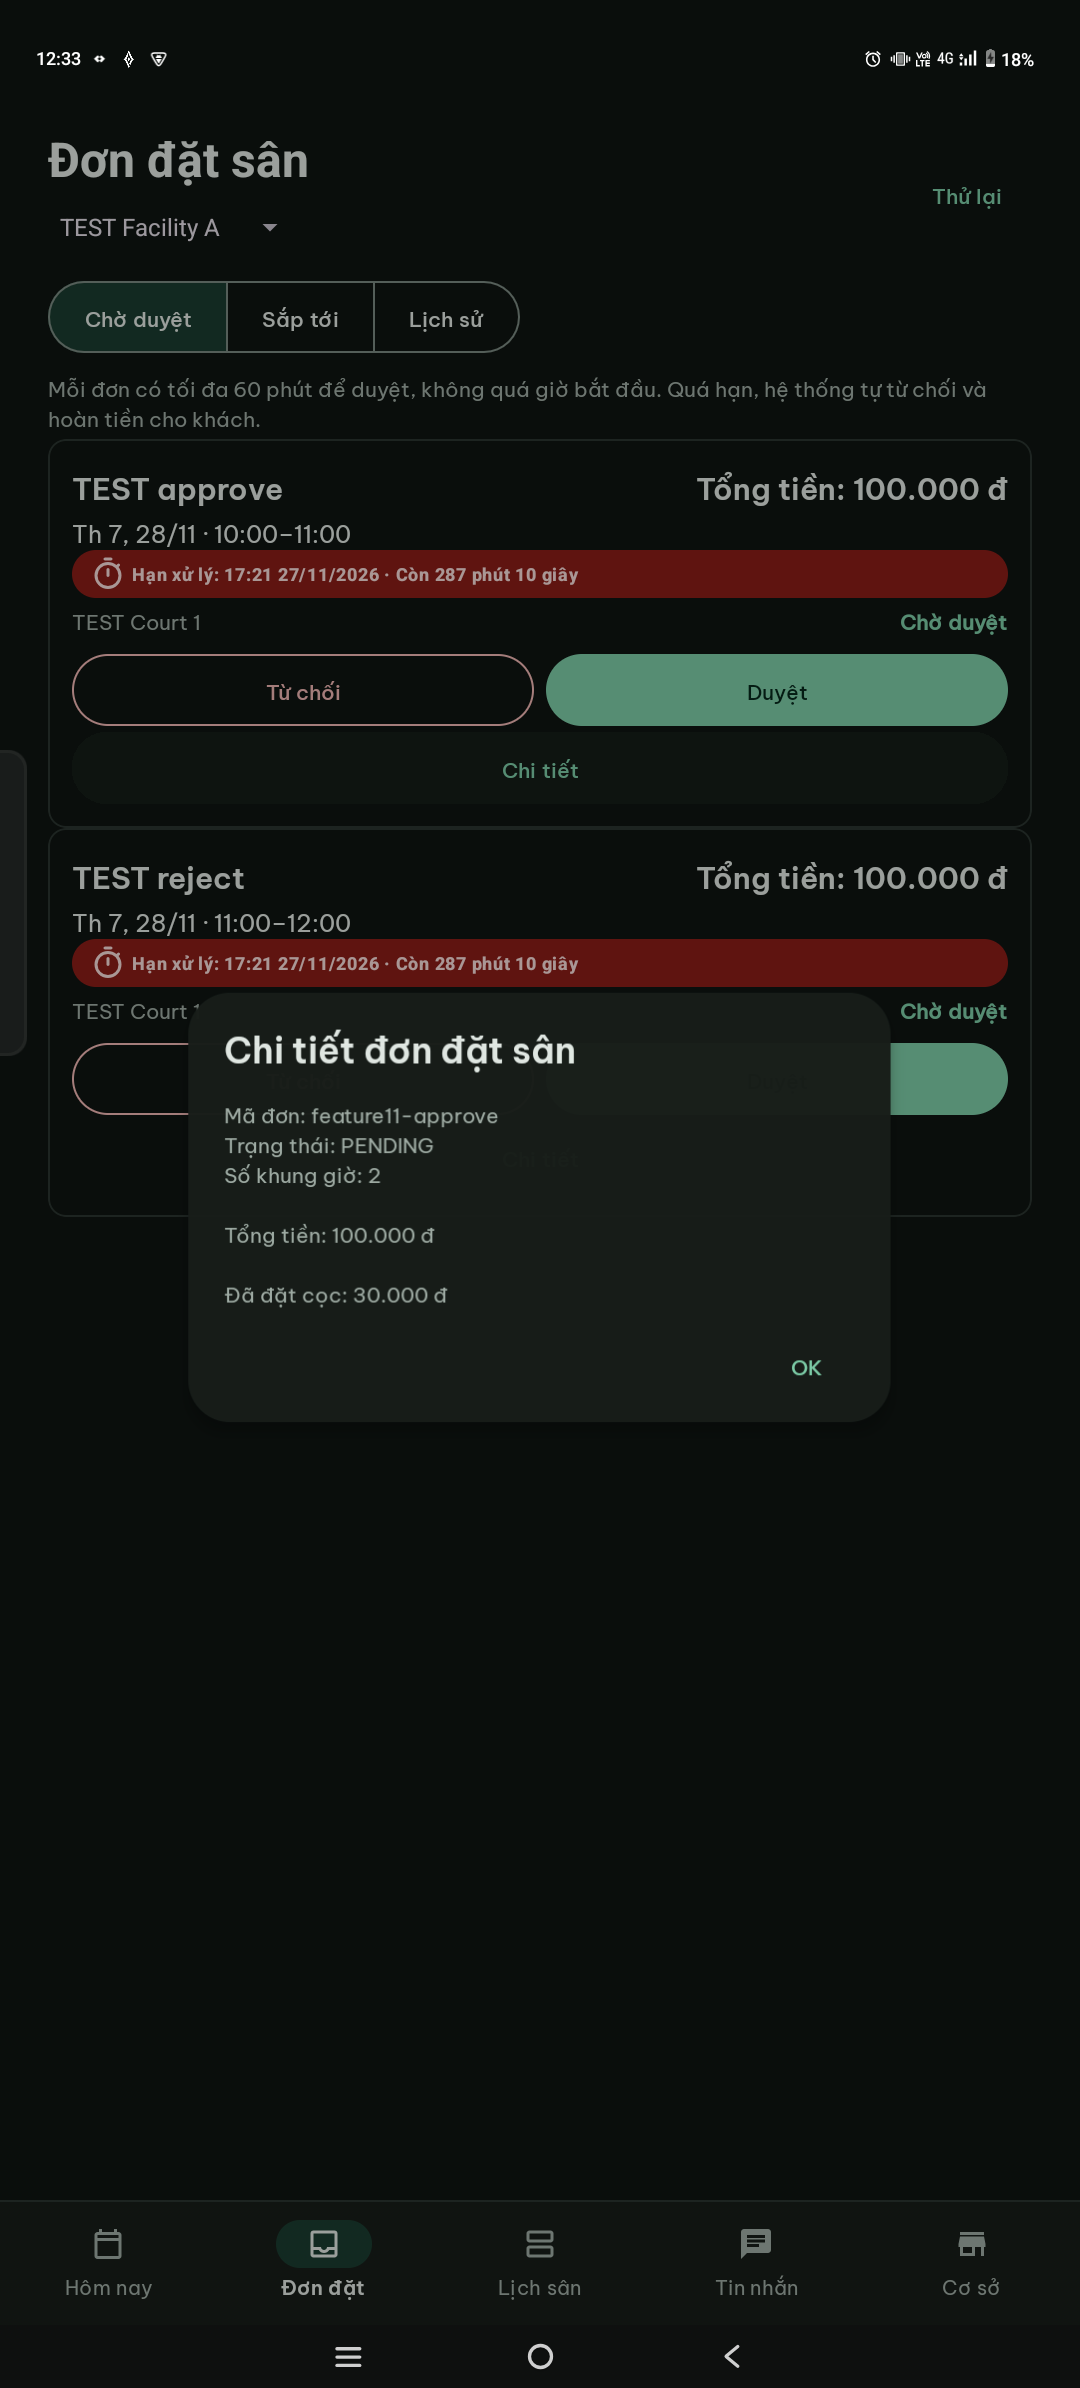 12:33
4G 18%
Đơn đặt sân
Thử lại
TEST Facility A
Chờ duyệt
Sắp tới
Lịch sử
Mỗi đơn có tối đa 60 phút để duyệt, không quá giờ bắt đầu. Quá hạn, hệ thống tự từ chối và
hoàn tiền cho khách.
TEST approve
Tổng tiền: 100.000 đ
Th 7, 28/11 · 10:00–11:00
Hạn xử lý: 17:21 27/11/2026 · Còn 287 phút 10 giây
TEST Court 1
Chờ duyệt
Từ chối
Duyệt
Chi tiết
TEST reject
Tổng tiền: 100.000 đ
Th 7, 28/11 · 11:00–12:00
Hạn xử lý: 17:21 27/11/2026 · Còn 287 phút 10 giây
TEST Court 1
Chờ duyệt
Chi tiết đơn đặt sân
Mã đơn: feature11-approve
Trạng thái: PENDING
Số khung giờ: 2
Tổng tiền: 100.000 đ
Đã đặt cọc: 30.000 đ
OK
Hôm nay
Đơn đặt
Lịch sân
Tin nhắn
Cơ sở